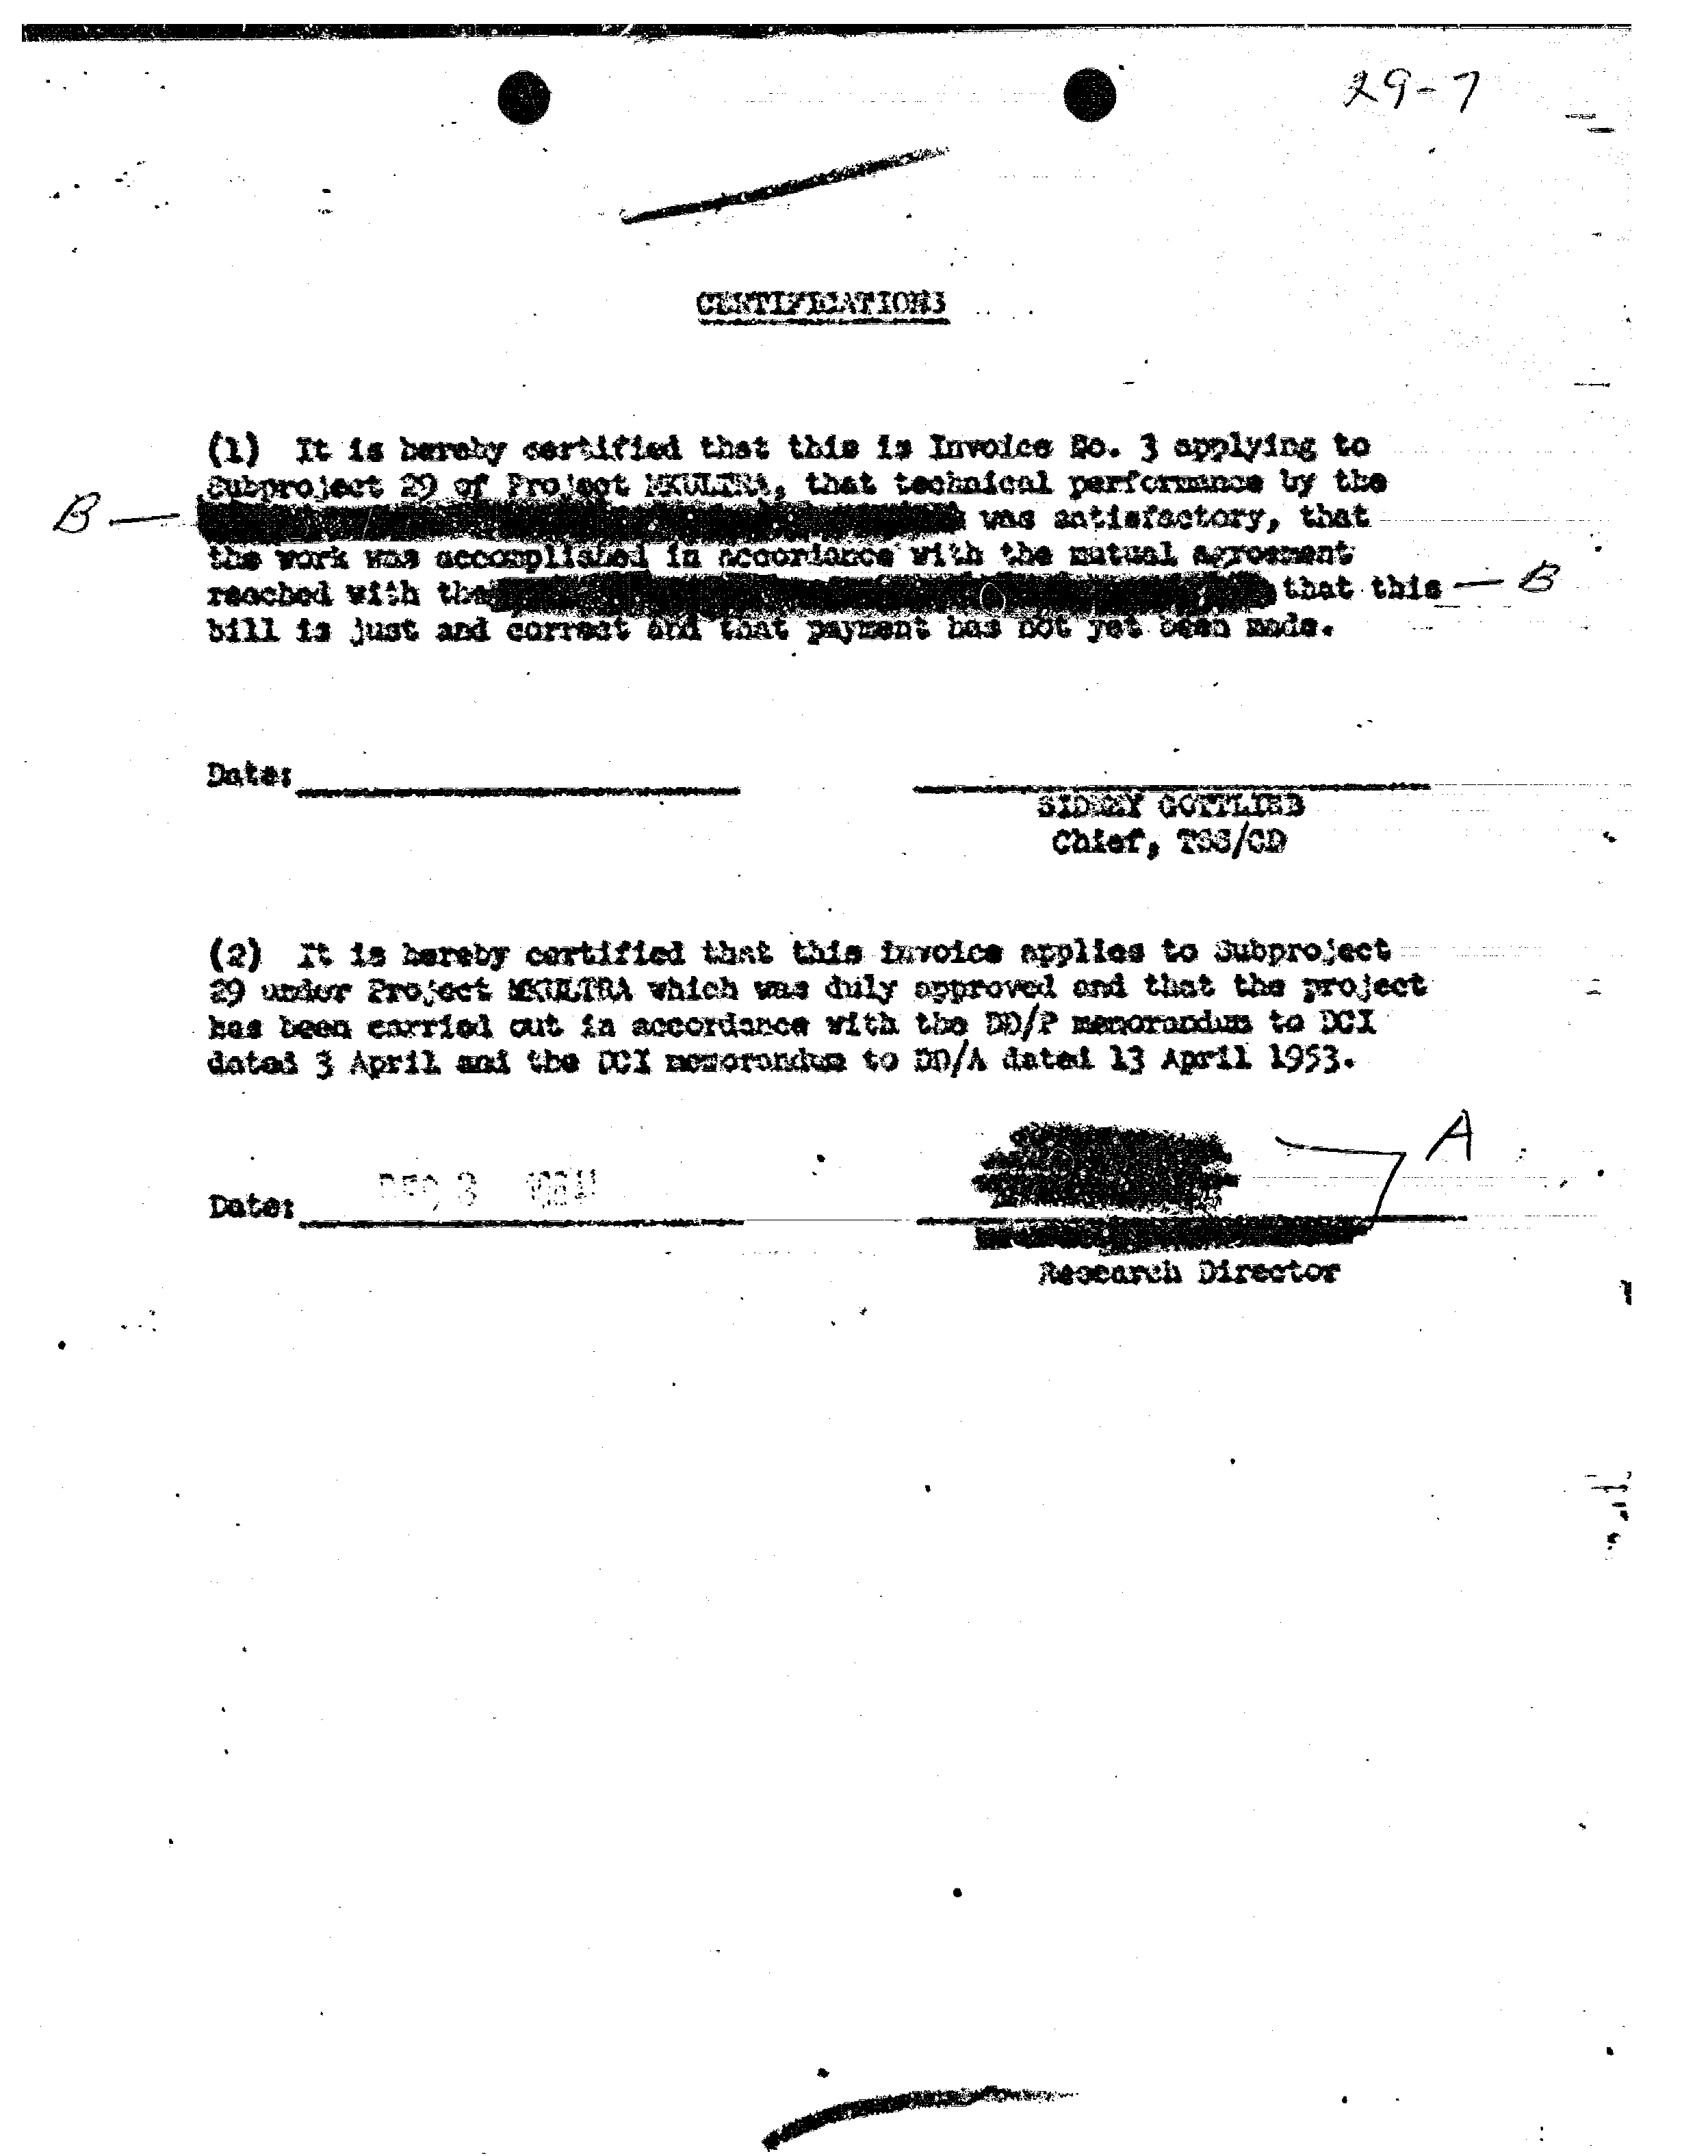 29-7
CERTIFICATIONS
(1) It is hereby certified that this is Invoice No. 3 applying to
Subproject 29 of Project MKULTRA, that technical performance by the
B — was satisfactory, that
the work was accomplished in accordance with the mutual agreement
reached with the that this — B
bill is just and correct and that payment has not yet been made.
Date:
SIDNEY GOTTLIEB
Chief, TSS/CD
(2) It is hereby certified that this invoice applies to Subproject
29 under Project MKULTRA which was duly approved and that the project
has been carried out in accordance with the DD/P memorandum to DCI
dated 3 April and the DCI memorandum to DD/A dated 13 April 1953.
A
Date: DEC 3
Research Director